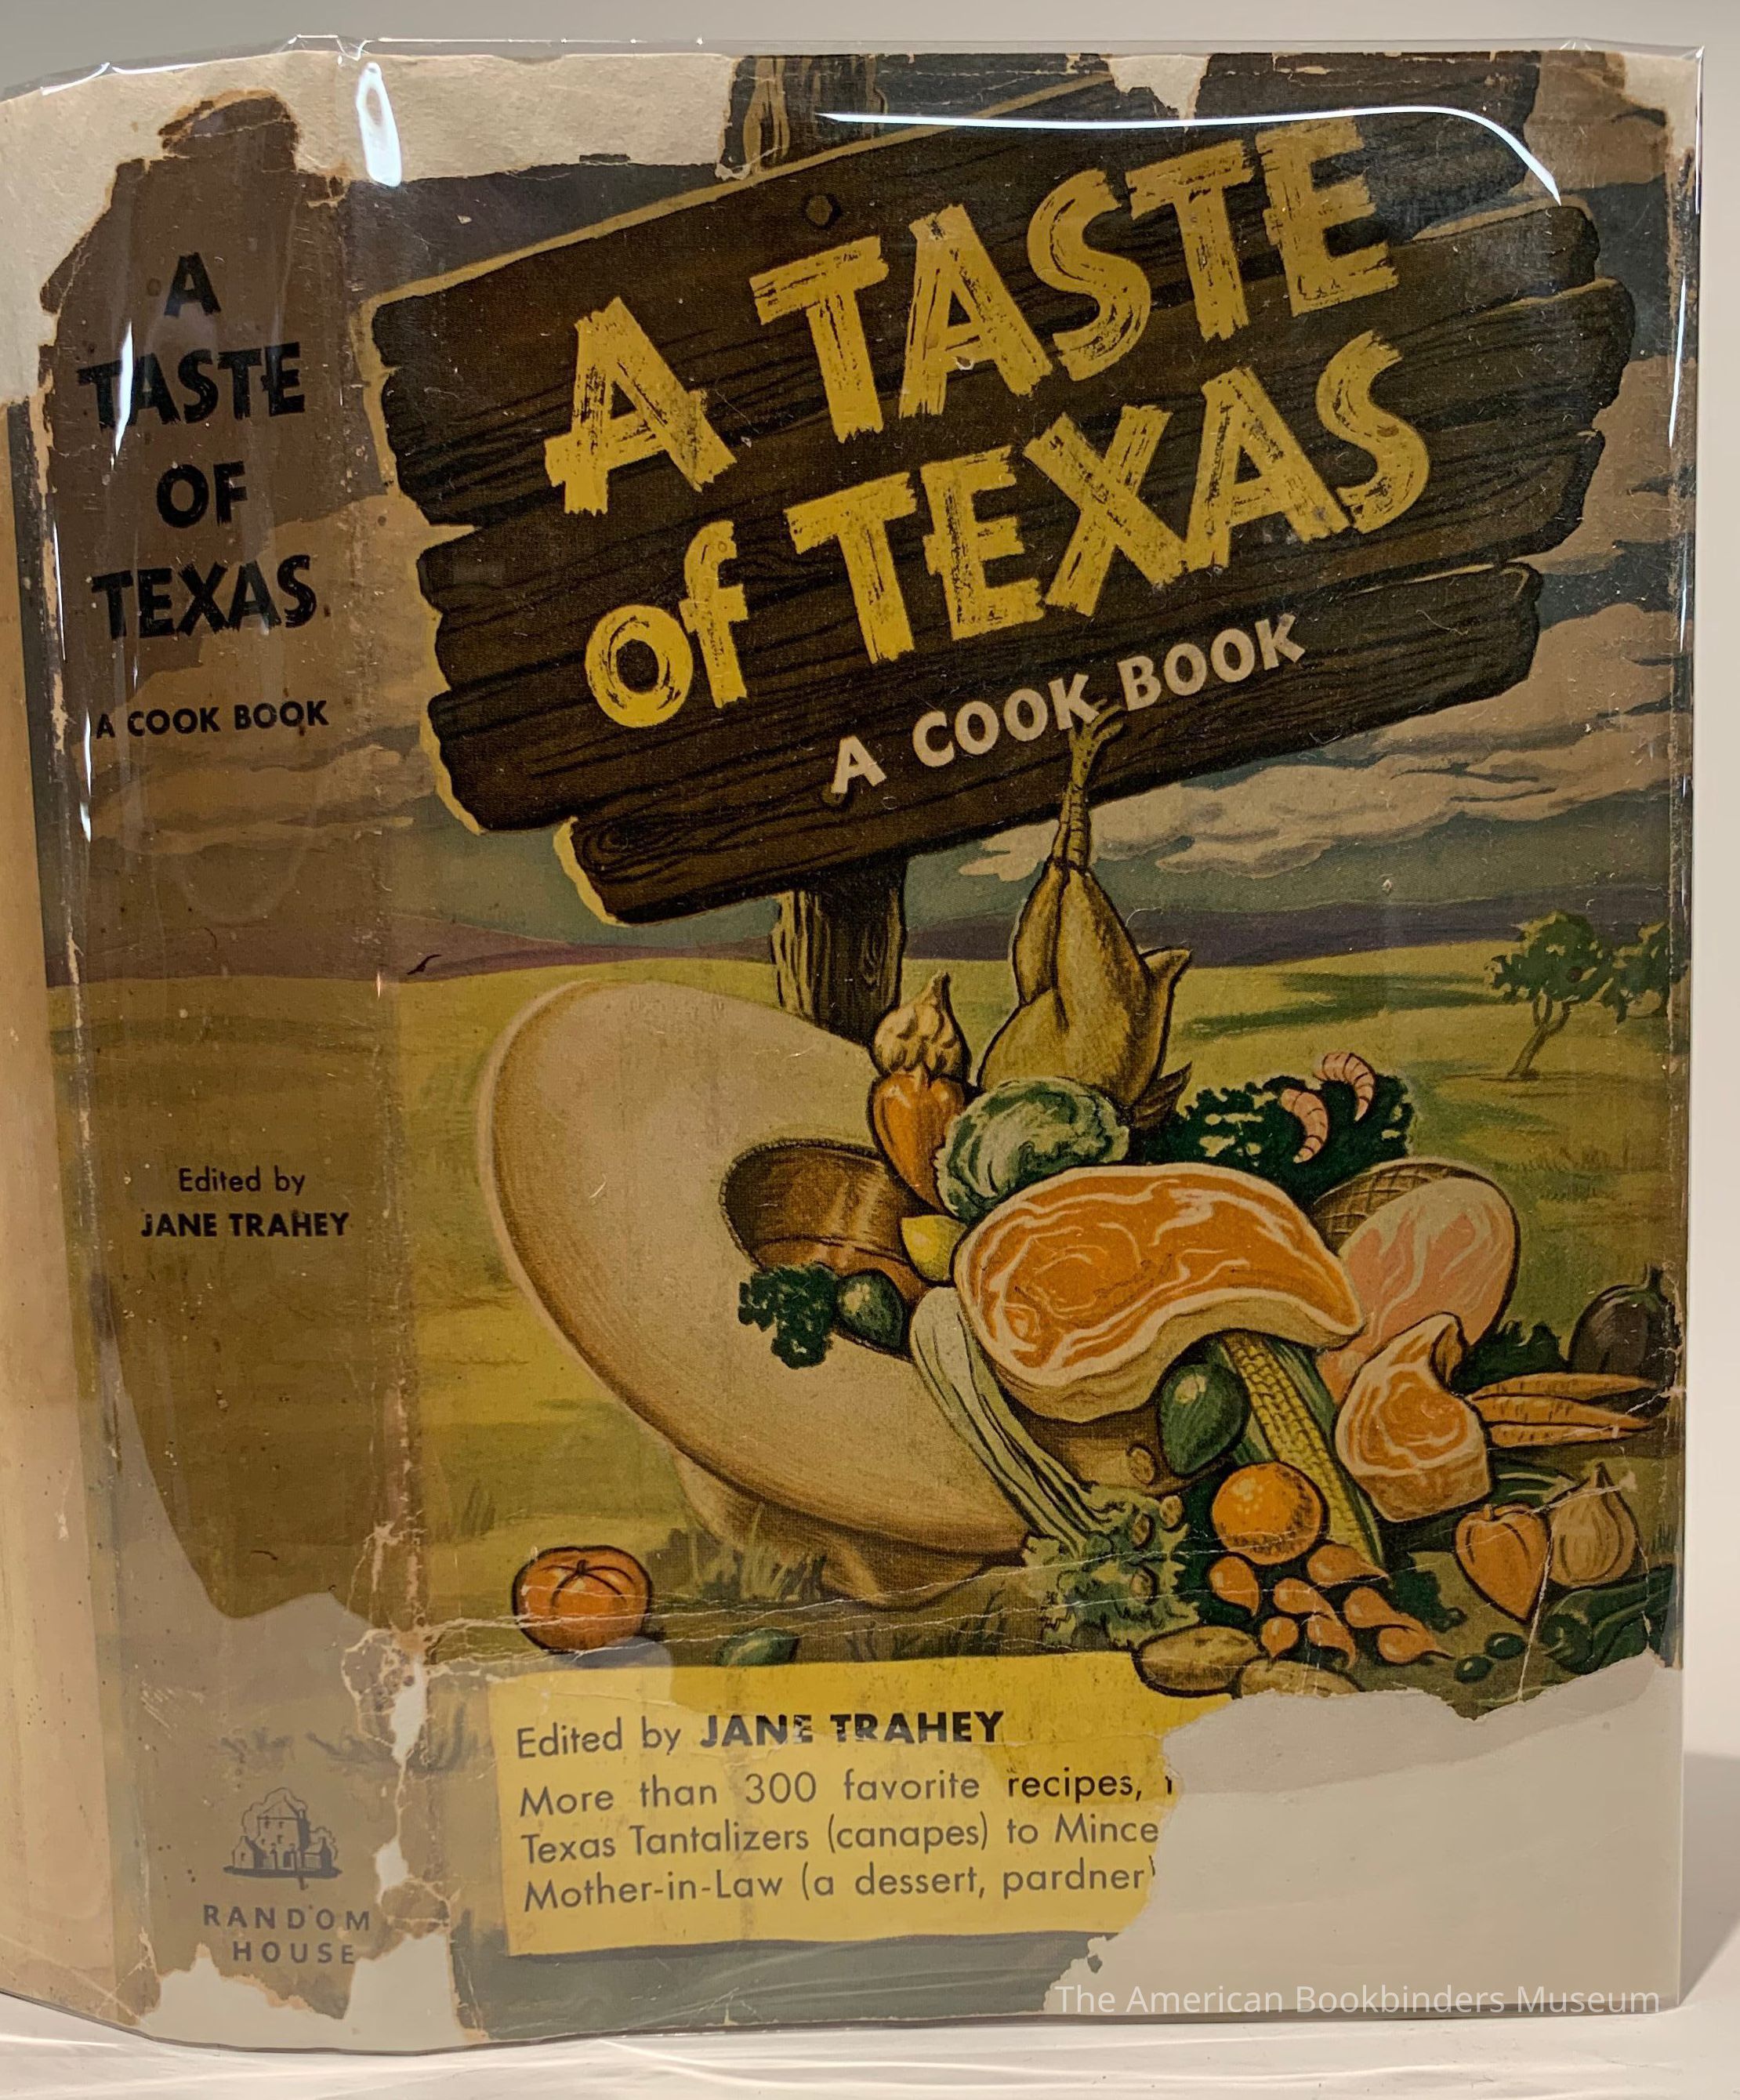 A
TASTE
OF
TEXAS
A COOK BOOK
Edited by
JANE TRAHEY
RANDOM
HOUSE
A TASTE
of TEXAS
A COOK BOOK
Edited by JANE TRAHEY
More than 300 favorite recipes,
Texas Tantalizers (canapes) to Mince
Mother-in-Law (a dessert, pardner
The American Bookbinders Museum